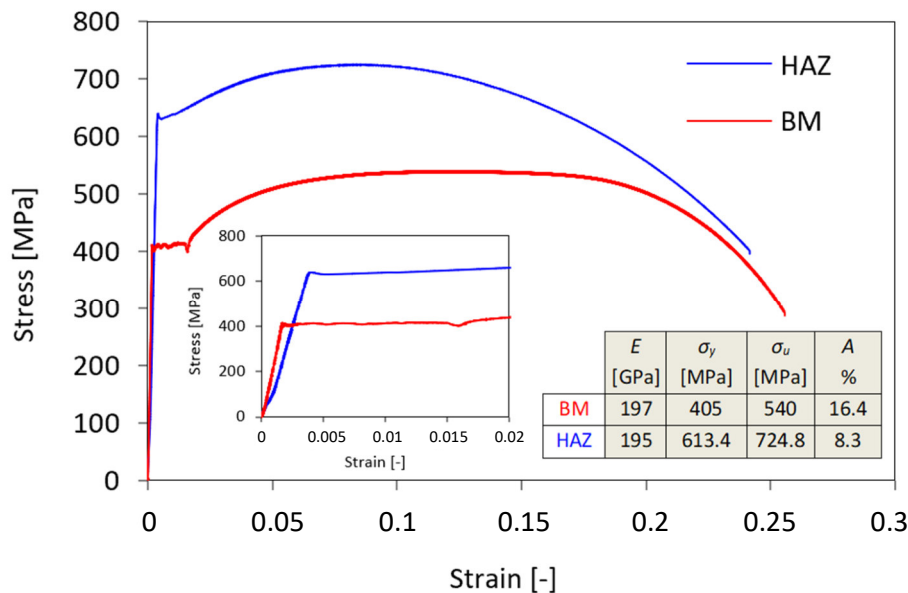 800
700
600
500
400
300
200
100
0
Stress [MPa]
0 0.05 0.1 0.15 0.2 0.25 0.3
Strain [-]
HAZ
BM
800
600
400
200
0
Stress [MPa]
0 0.005 0.01 0.015 0.02
Strain [-]
E σy σu A
[GPa] [MPa] [MPa] %
BM 197 405 540 16.4
HAZ 195 613.4 724.8 8.3